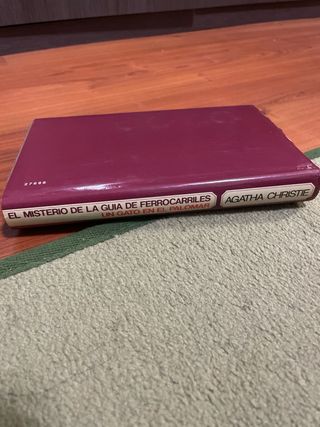 EL MISTERIO DE LA GUIA DE FERROCARRILES
UN GATO EN EL PALOMAR
AGATHA CHRISTIE